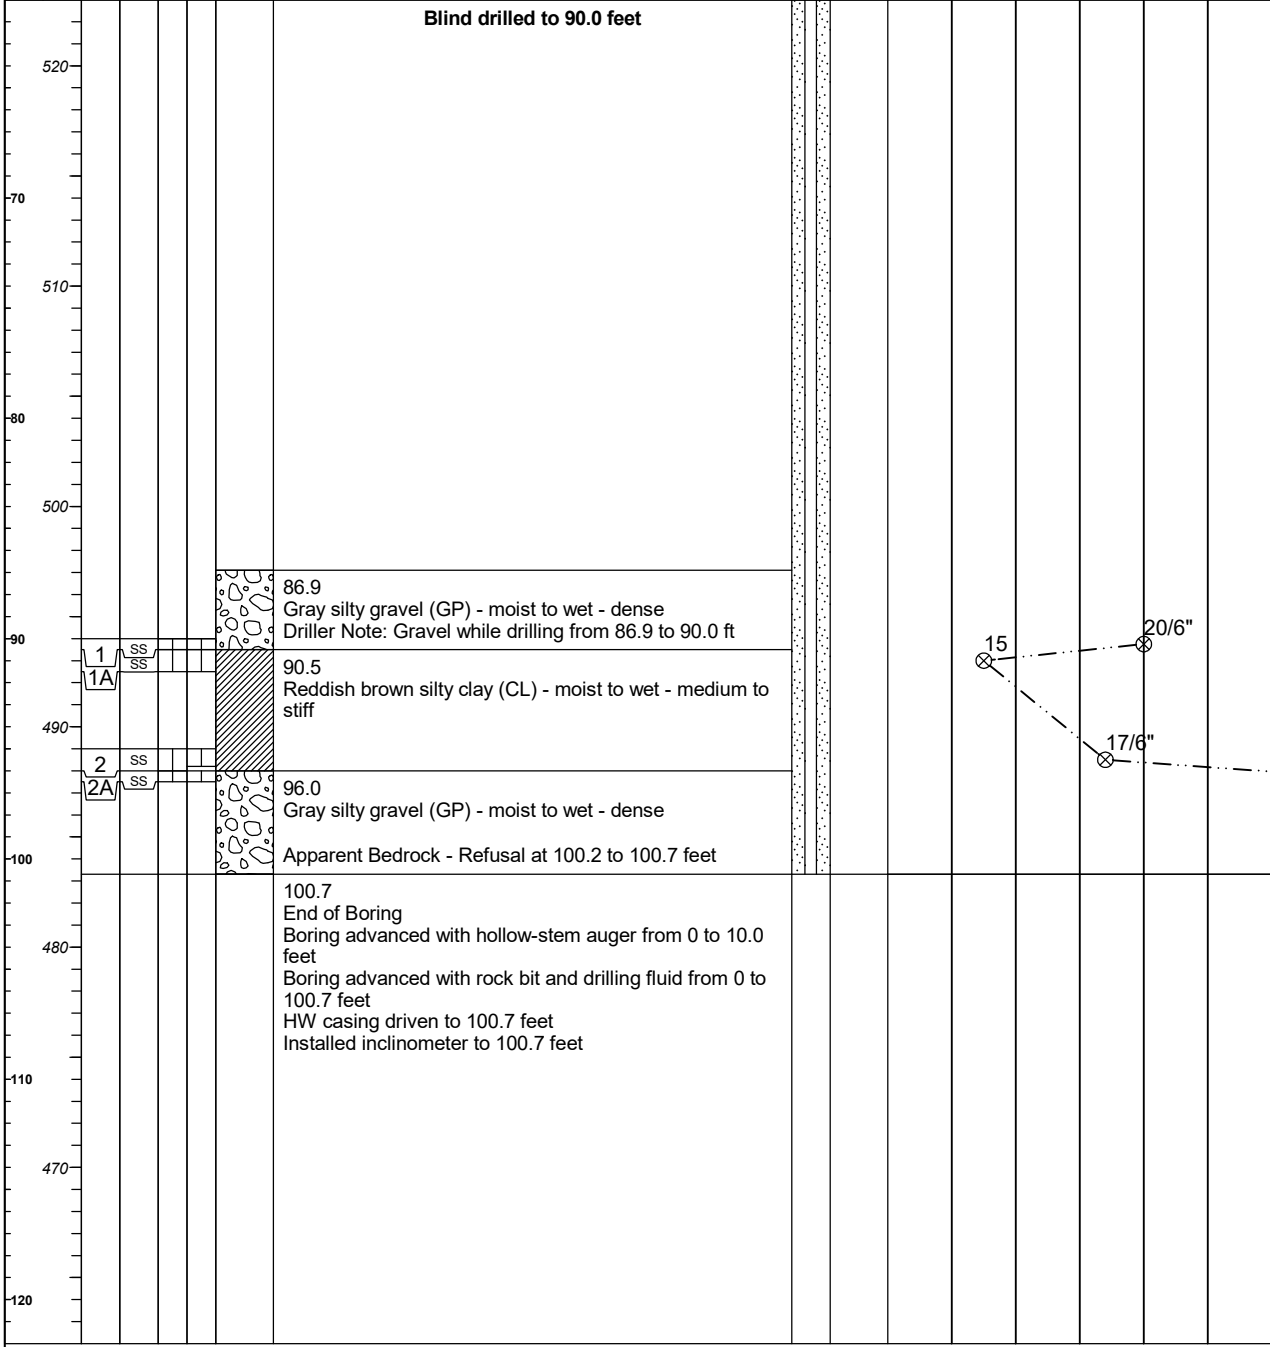 Blind drilled to 90.0 feet
520
70
510
80
500
86.9
Gray silty gravel (GP) - moist to wet - dense
Driller Note: Gravel while drilling from 86.9 to 90.0 ft
90
1 SS
SS
1A
15
20/6"
90.5
Reddish brown silty clay (CL) - moist to wet - medium to
stiff
490
2 SS
17/6"
2A SS
96.0
Gray silty gravel (GP) - moist to wet - dense
Apparent Bedrock - Refusal at 100.2 to 100.7 feet
100
100.7
End of Boring
Boring advanced with hollow-stem auger from 0 to 10.0
feet
480
Boring advanced with rock bit and drilling fluid from 0 to
100.7 feet
HW casing driven to 100.7 feet
Installed inclinometer to 100.7 feet
110
470
120